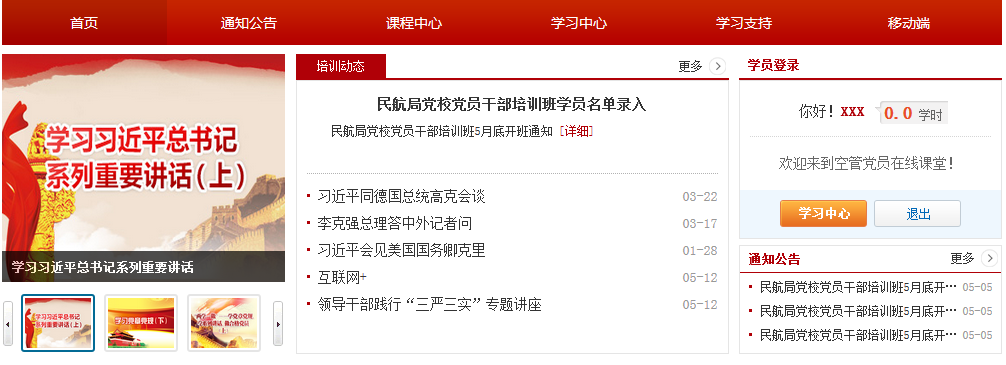 首页 通知公告 课程中心 学习中心 学习支持 移动端
学习习近平总书记
系列重要讲话(上)
学习习近平总书记系列重要讲话
学习习近平总书记
系列重要讲话(上)
学习党章党规(下)
培训动态 更多
民航局党校党员干部培训班学员名单录入
民航局党校党员干部培训班5月底开班通知 [详细]
习近平同德国总统高克会谈 03-22
李克强总理答中外记者问 03-17
习近平会见美国国务卿克里 01-28
互联网+ 05-12
领导干部践行“三严三实”专题讲座 05-12
学员登录
你好！xxx 0.0 学时
欢迎来到空管党员在线课堂！
学习中心 退出
通知公告 更多
民航局党校党员干部培训班5月底开… 05-05
民航局党校党员干部培训班5月底开… 05-05
民航局党校党员干部培训班5月底开… 05-05